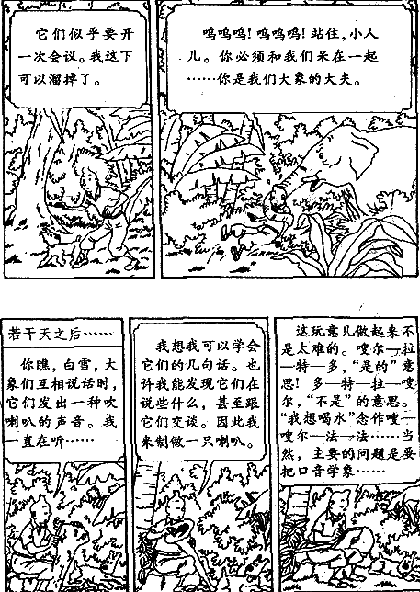 它们似乎要开
一次会议。我这下
可以溜掉了。
呜呜呜！呜呜呜！站住，小人
儿。你必须和我们呆在一起
……你是我们大象的大夫。
若干天之后……
你瞧，白雪，大
象们互相说话时，
它们发出一种吹
喇叭的声音。我
一直在听……
我想我可以学会
它们的几句话。也
许我能发现它们在
说些什么，甚至跟
它们交谈。因此我
来制做一只喇叭。
这玩意儿做起来不
是太难的。嗖尔—拉
—特—多，“是的”意
思！多—特—拉—嗖
尔，“不是”的意思。
“我想喝水”念作嗖—
嗖尔—法—法……当
然，主要的问题是要
把口音学象……